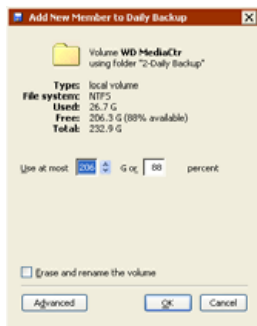 Add New Member to Daily Backup
Volume WD MediaCtr
using folder "2-Daily Backup"
Type: local volume
File system: NTFS
Used: 26.7 G
Free: 206.3 G (88% available)
Total: 232.9 G
Use at most 206 G or 88 percent
Erase and rename the volume
Advanced OK Cancel